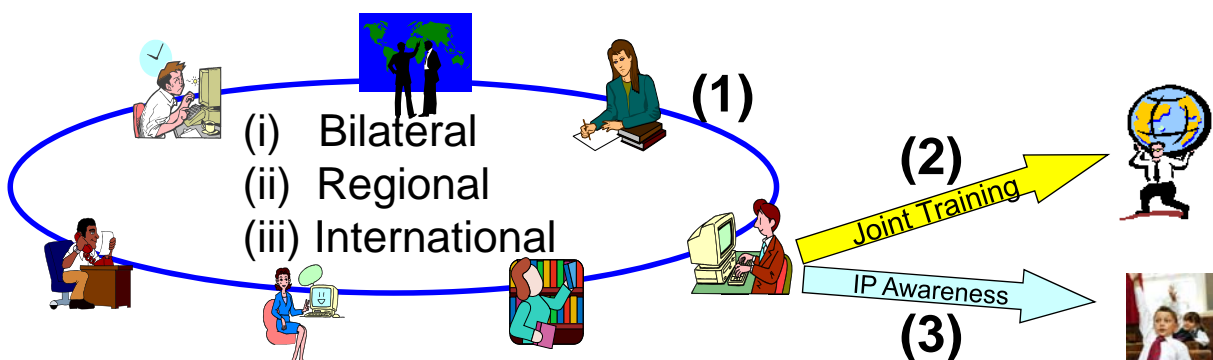 (1)
(i) Bilateral
(ii) Regional
(iii) International
(2)
Joint Training
IP Awareness
(3)